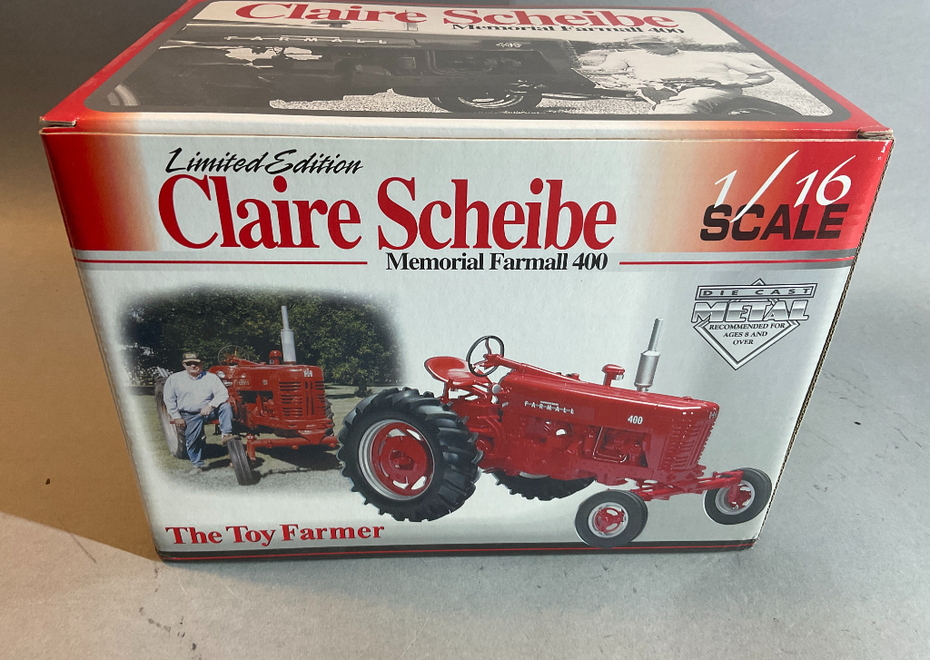 Claire Scheibe
Memorial Farmall 400
FARMALL
Limited Edition
Claire Scheibe
Memorial Farmall 400
1/16
SCALE
DIE CAST
METAL
RECOMMENDED FOR
AGES 8 AND
OVER
FARMALL
400
The Toy Farmer